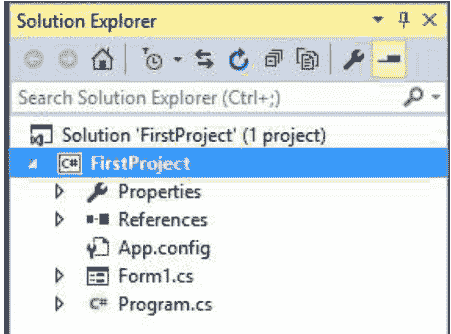 Solution Explorer
Search Solution Explorer (Ctrl+;)
Solution 'FirstProject' (1 project)
C# FirstProject
Properties
References
App.config
Form1.cs
C# Program.cs